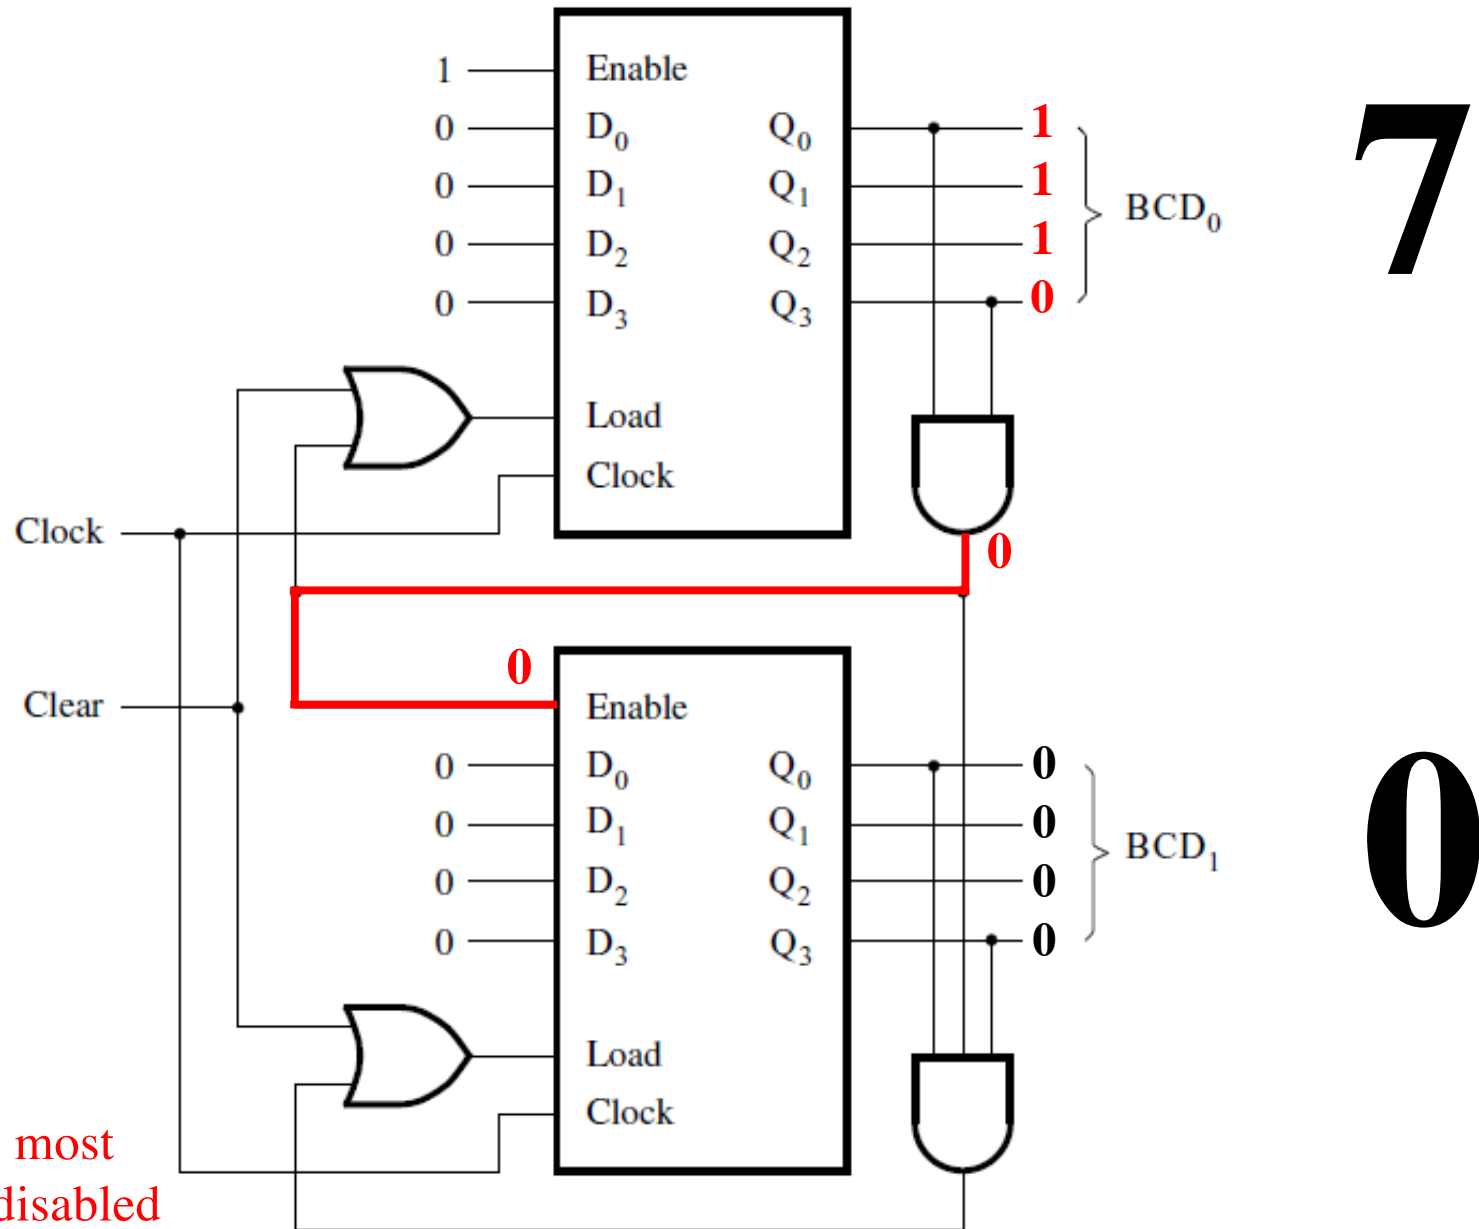 1 Enable
0 D0 Q0 1
0 D1 Q1 1
0 D2 Q2 1
0 D3 Q3 0
BCD0
7
Load
Clock
Clock
0
0
Clear
Enable
0 D0 Q0 0
0 D1 Q1 0
0 D2 Q2 0
0 D3 Q3 0
BCD1
0
Load
Clock
most
disabled